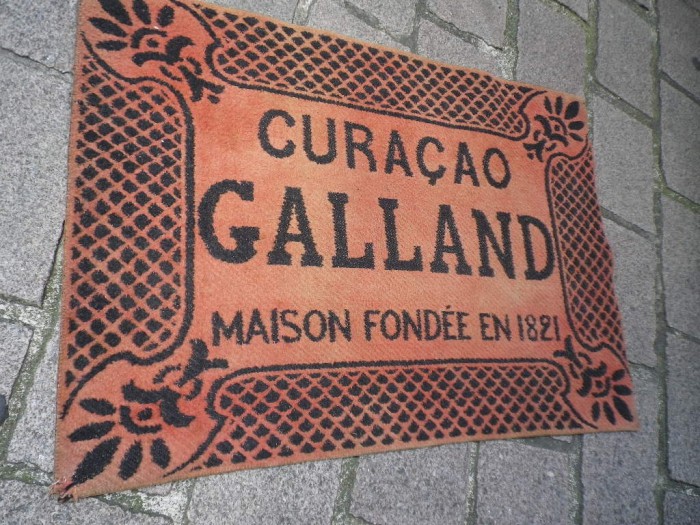 CURAÇAO
GALLAND
MAISON FONDÉE EN 1821